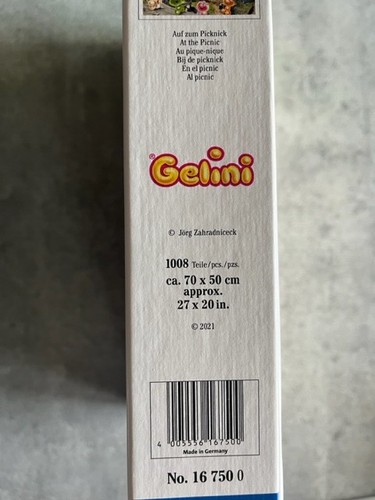 Auf zum Picknick
At the Picnic
Au pique-nique
Bij de picknick
En el picnic
Al picnic
®Gelini
© Jörg Zahradniceck
1008 Teile/pcs./pzs.
ca. 70 x 50 cm
approx.
27 x 20 in.
© 2021
4 005556 167500
Made in Germany
No. 16 750 0